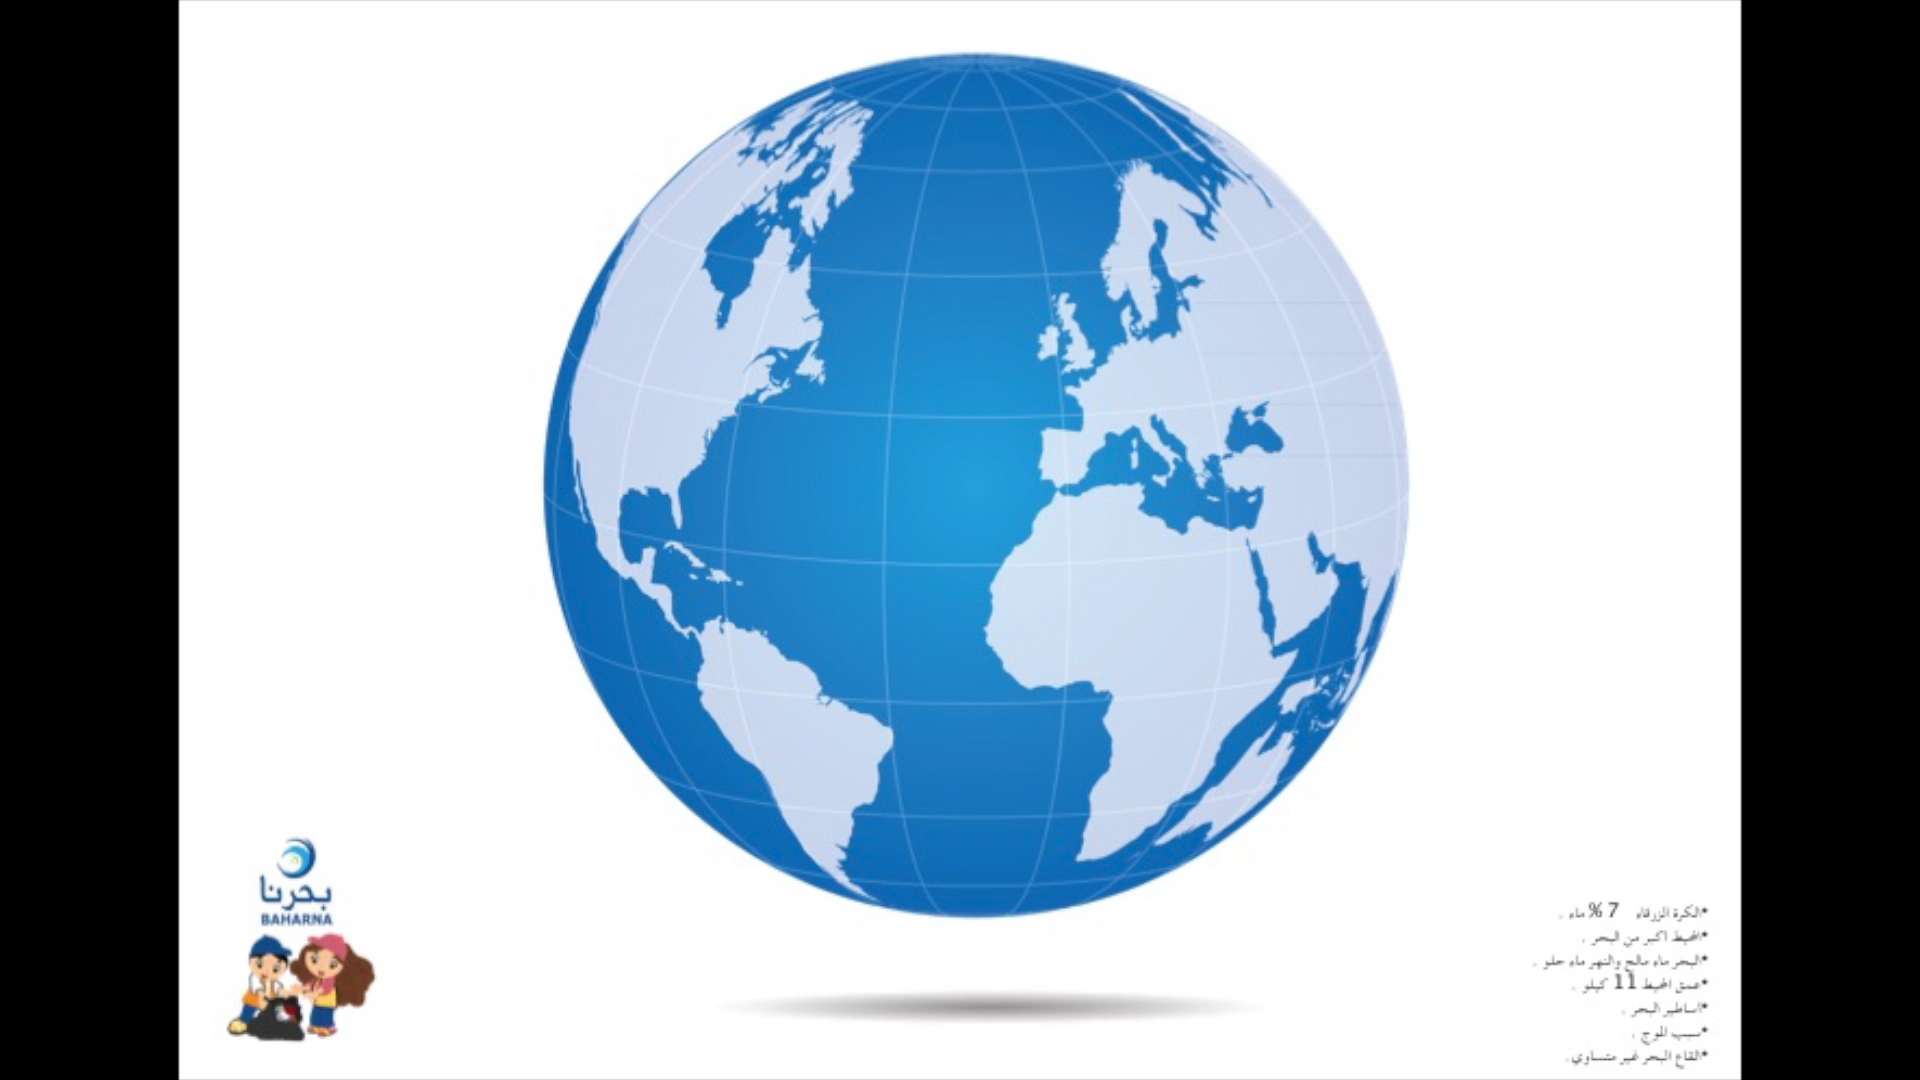 بحرنا
BAHARNA
*الكرة الزرقاء 7 % ماء .
*المحيط أكبر من البحر .
*البحر ماء مالح والنهر ماء حلو .
*عمق المحيط 11 كيلو .
*اساطير البحر .
*سبب الموج .
*القاع البحر غير متساوي .